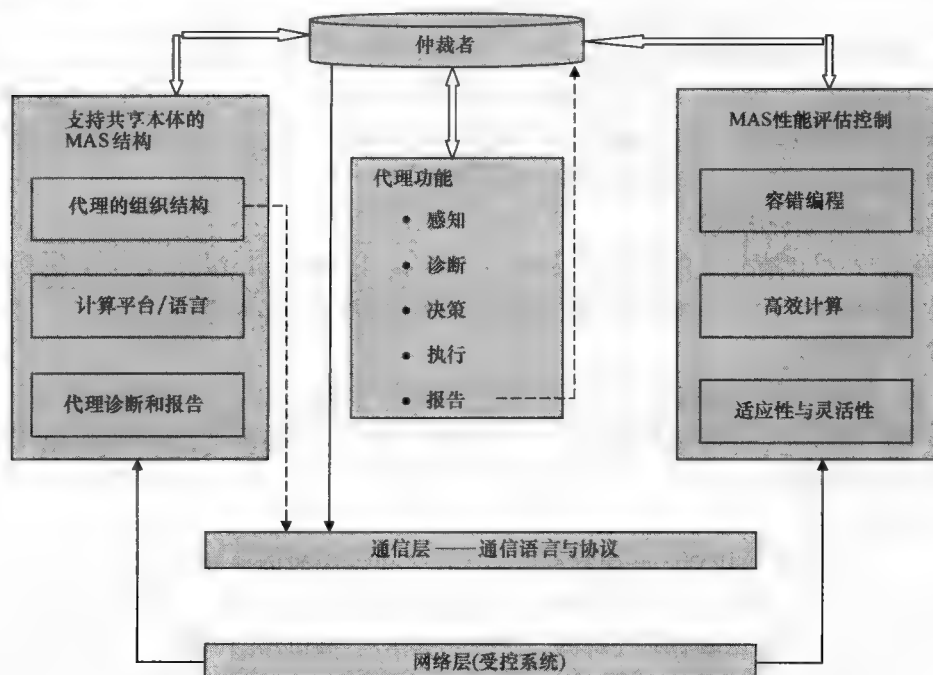 仲裁者
支持共享本体的
MAS结构
代理的组织结构
计算平台/语言
代理诊断和报告
代理功能
• 感知
• 诊断
• 决策
• 执行
• 报告
MAS性能评估控制
容错编程
高效计算
适应性与灵活性
通信层——通信语言与协议
网络层(受控系统)